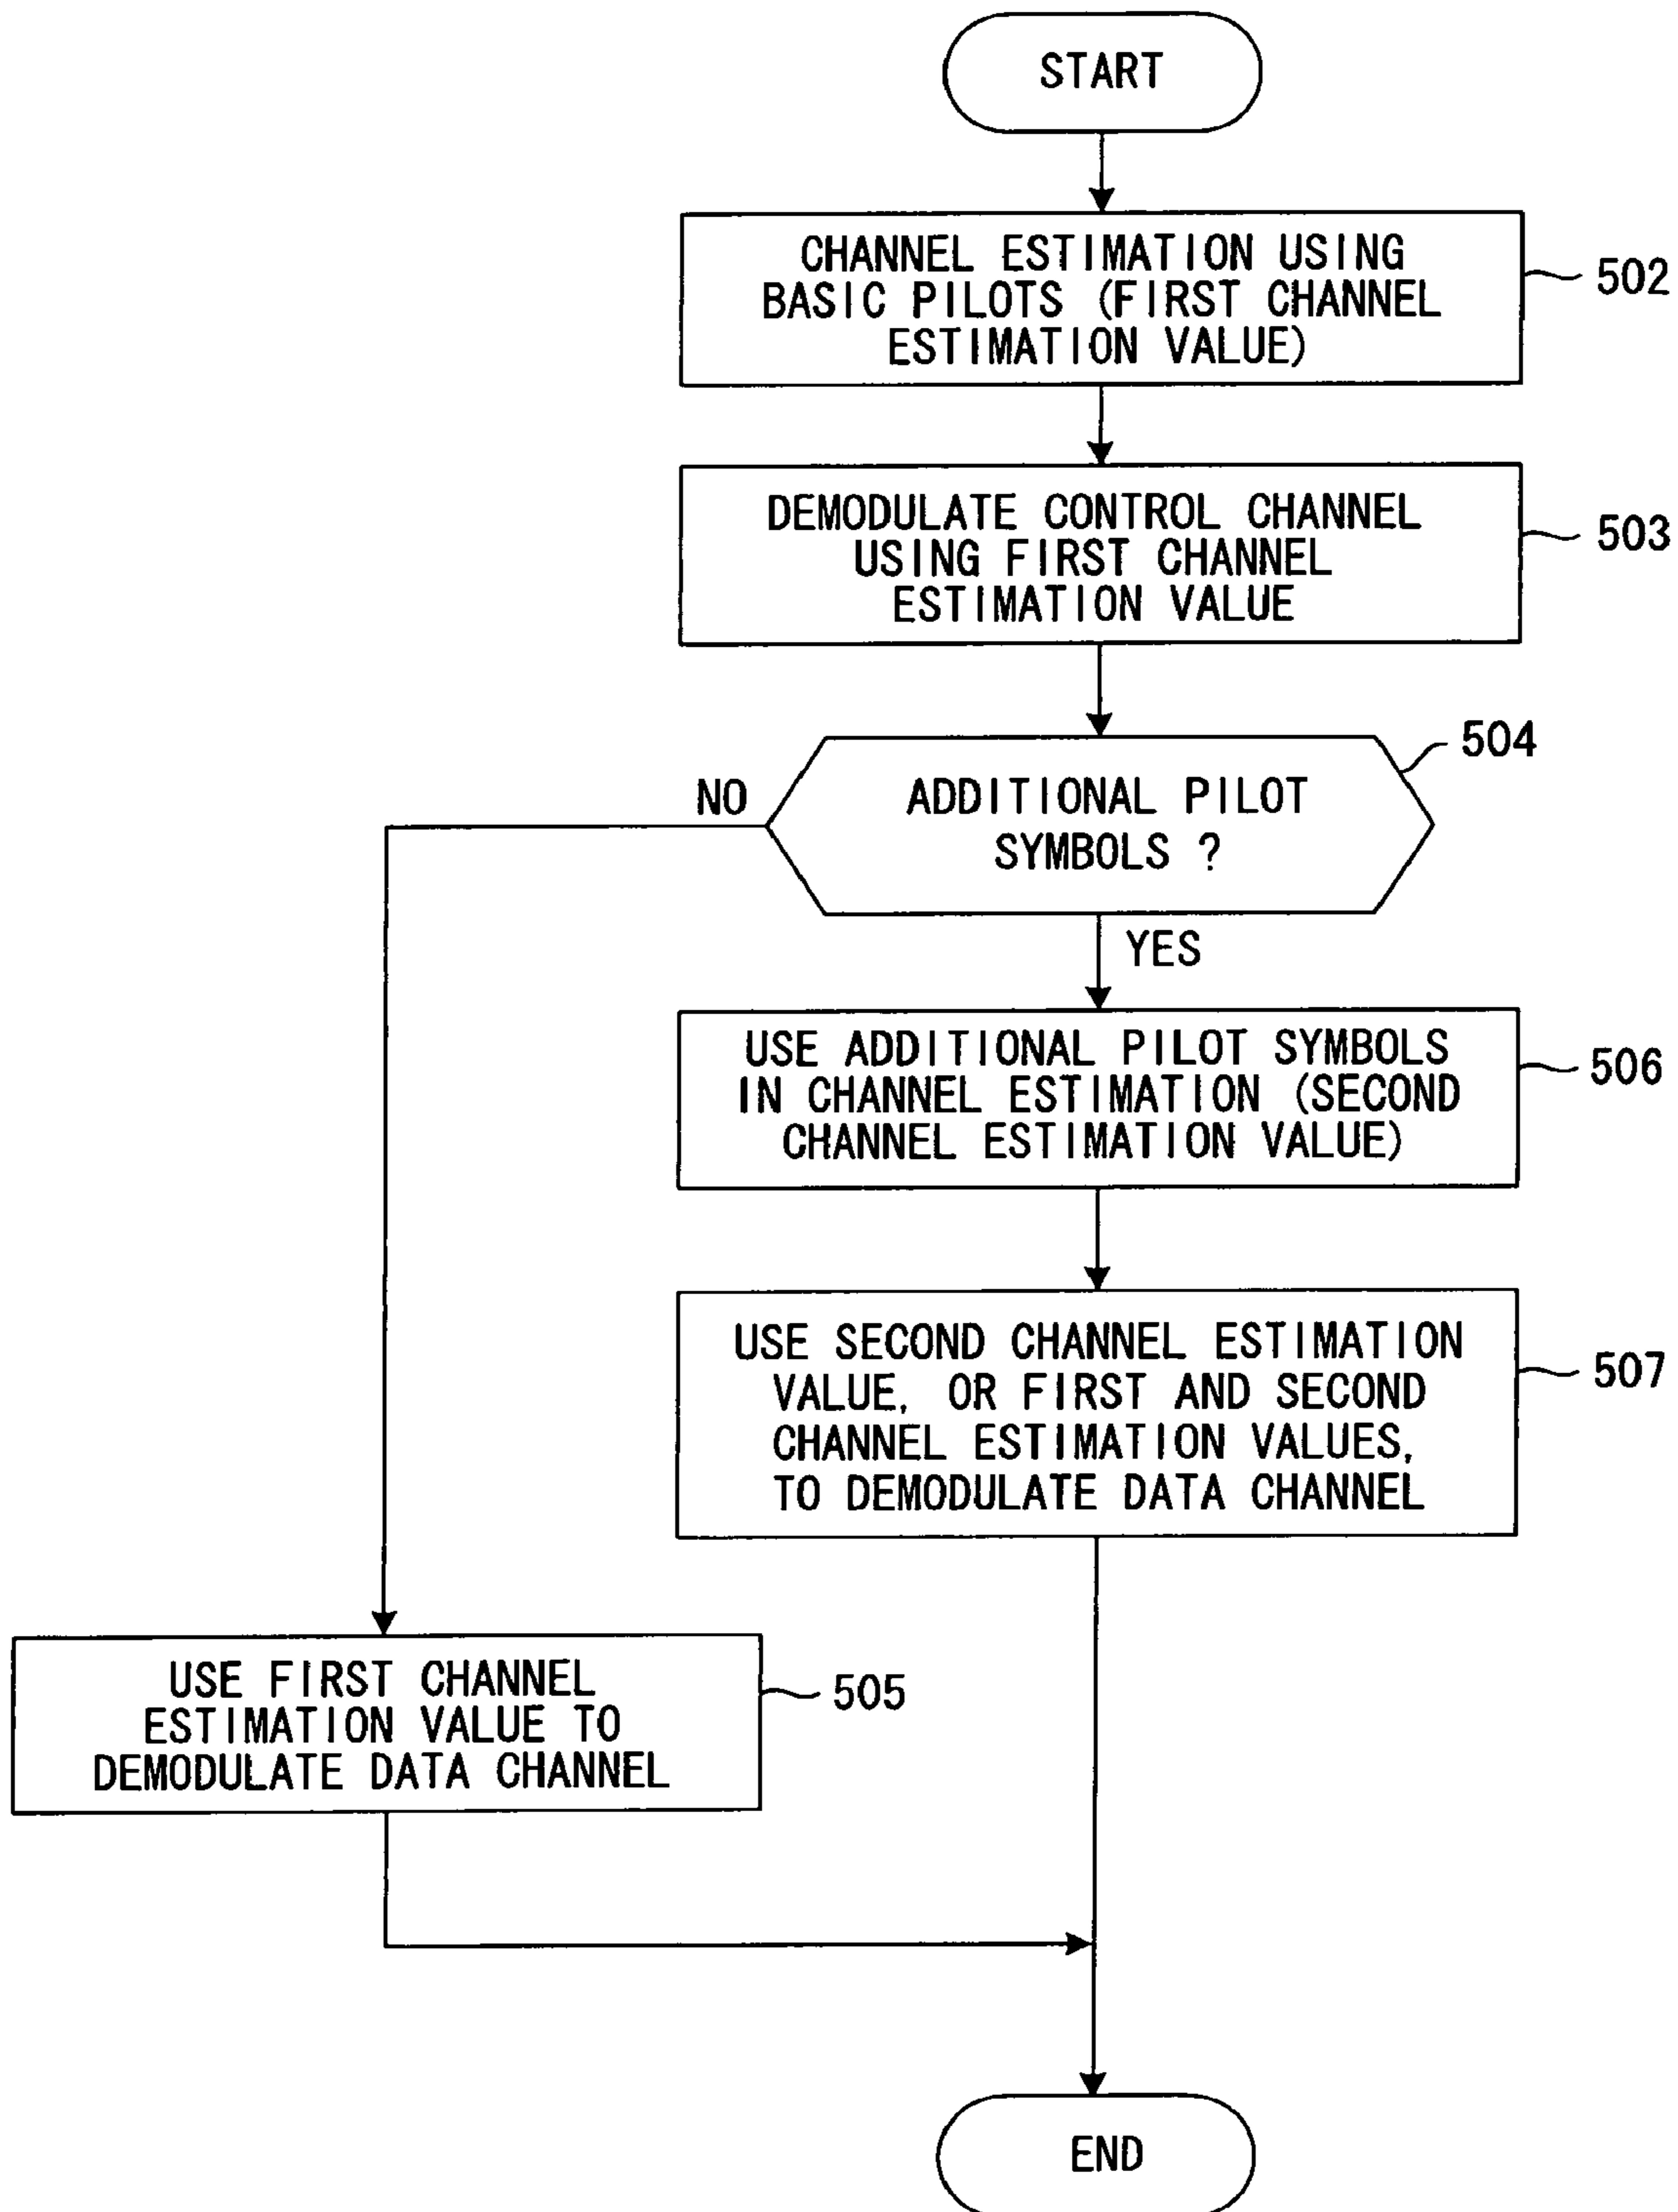 START
CHANNEL ESTIMATION USING
BASIC PILOTS (FIRST CHANNEL
ESTIMATION VALUE)
502
DEMODULATE CONTROL CHANNEL
USING FIRST CHANNEL
ESTIMATION VALUE
503
504
NO
ADDITIONAL PILOT
SYMBOLS ?
YES
USE ADDITIONAL PILOT SYMBOLS
IN CHANNEL ESTIMATION (SECOND
CHANNEL ESTIMATION VALUE)
506
USE SECOND CHANNEL ESTIMATION
VALUE, OR FIRST AND SECOND
CHANNEL ESTIMATION VALUES,
TO DEMODULATE DATA CHANNEL
507
USE FIRST CHANNEL
ESTIMATION VALUE TO
DEMODULATE DATA CHANNEL
505
END